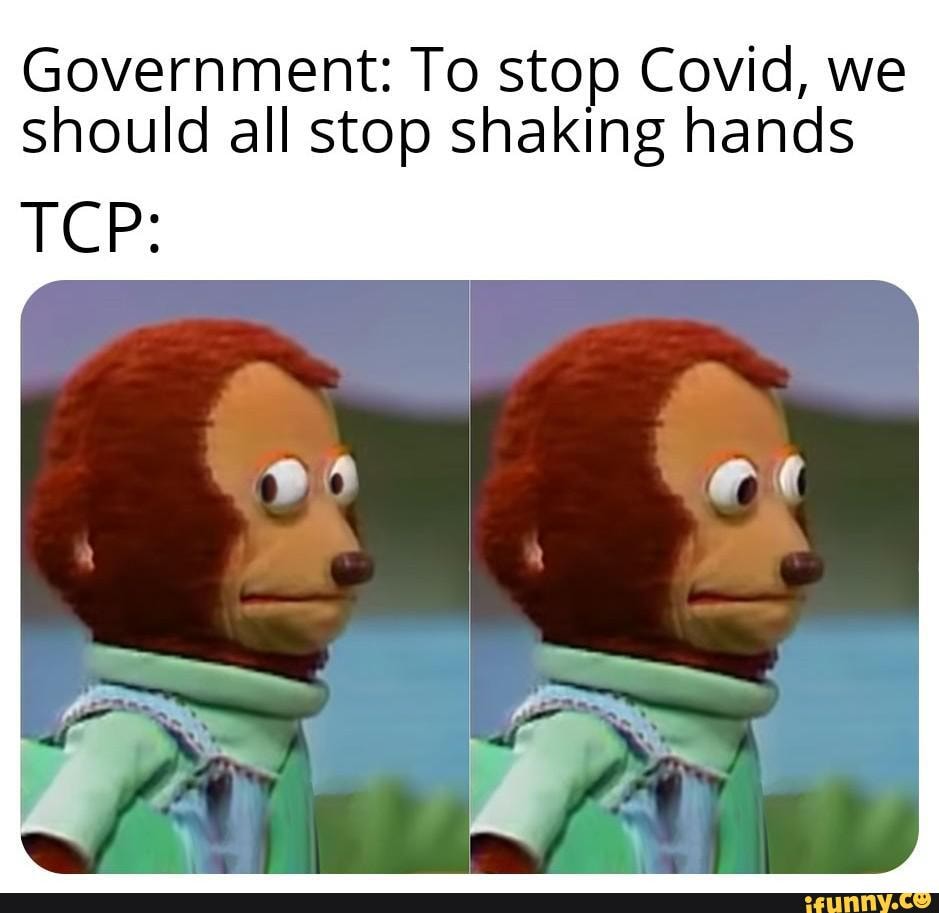 Government: To stop Covid, we
should all stop shaking hands
TCP:
ifunny.co